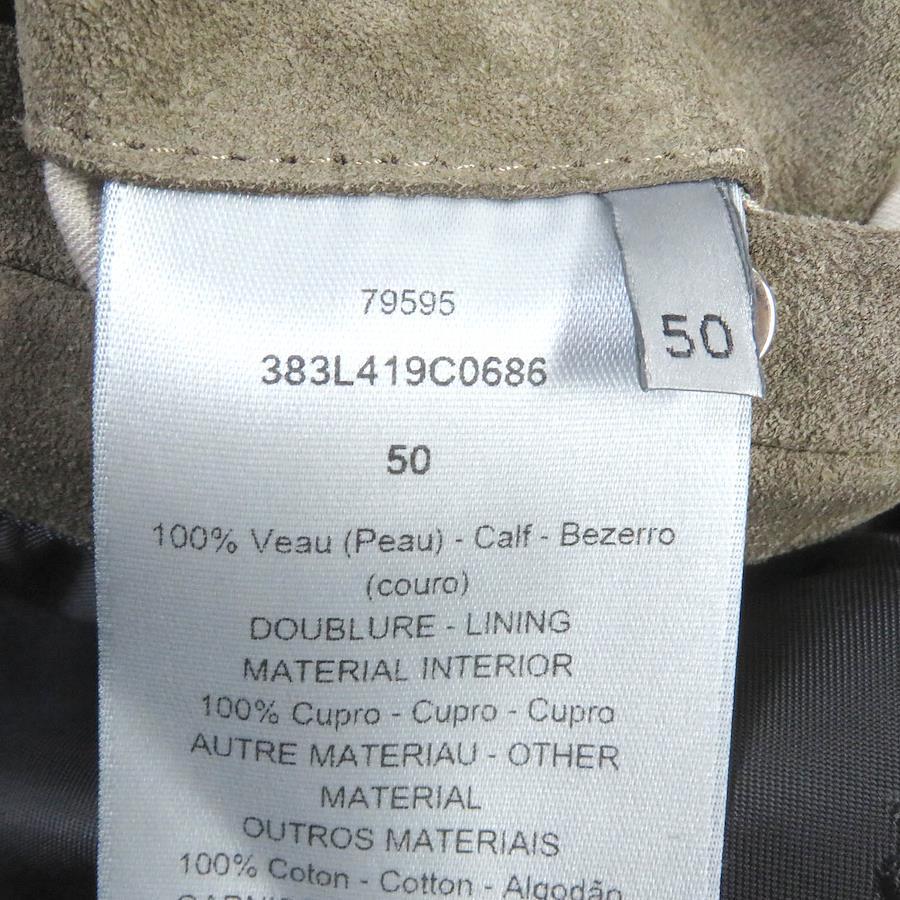 79595
50
383L419C0686
50
100% Veau (Peau) - Calf - Bezerro
(couro)
DOUBLURE - LINING
MATERIAL INTERIOR
100% Cupro - Cupro - Cupro
AUTRE MATERIAU - OTHER
MATERIAL
OUTROS MATERIAIS
100% Coton - Cotton - Algodão